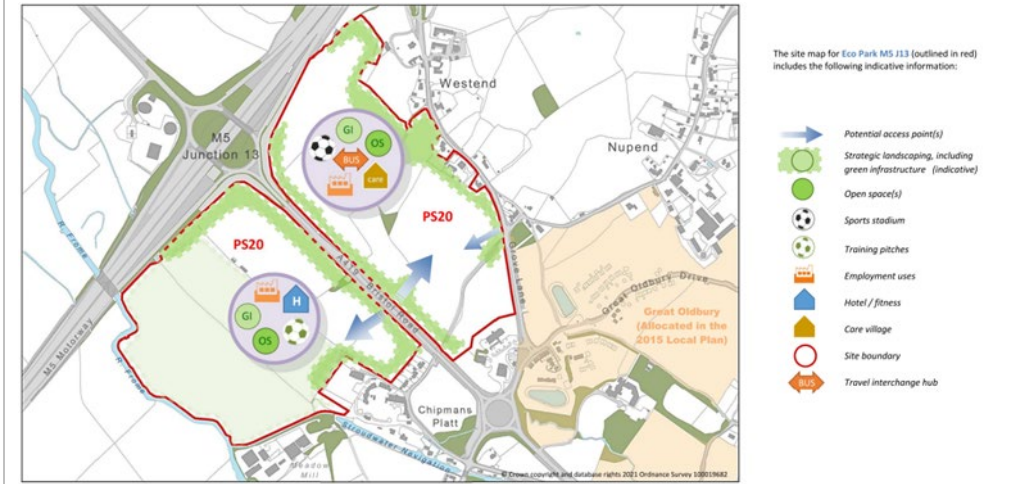 Westend
M5
Junction 13
Nupend
GI
OS
BUS
care
PS20
PS20
R. Frome
A419 - Bristol Road
Grove Lane
Great Oldbury Drive
Great Oldbury
(Allocated in the
2015 Local Plan)
H
GI
OS
M5 Motorway
R. Frome
Chipmans
Platt
Stroudwater Navigation
Meadow
Mill
© Crown copyright and database rights 2021 Ordnance Survey 100019682
The site map for Eco Park M5 J13 (outlined in red)
includes the following indicative information:
Potential access point(s)
Strategic landscaping, including
green infrastructure (indicative)
Open space(s)
Sports stadium
Training pitches
Employment uses
Hotel / fitness
Care village
Site boundary
BUS
Travel interchange hub